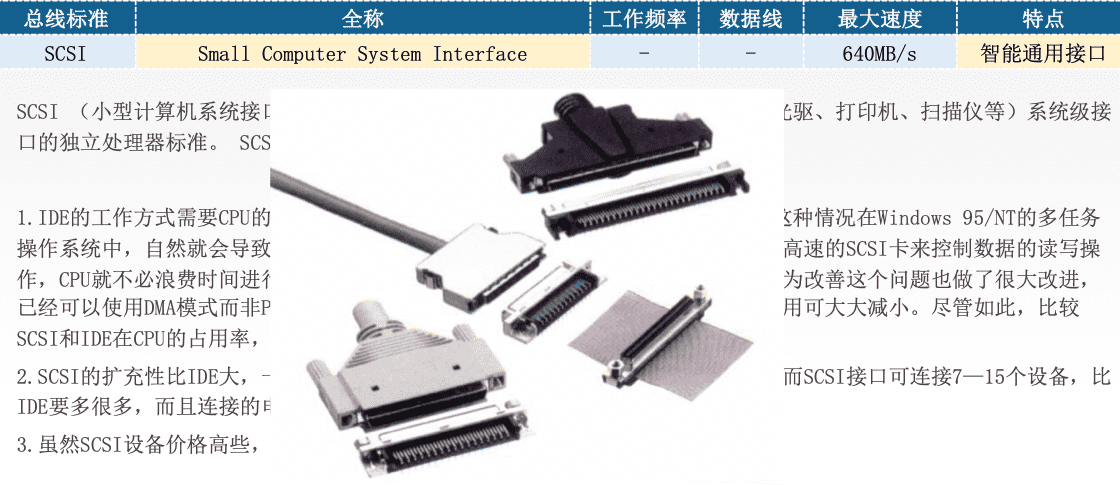 总线标准 全称 工作频率 数据线 最大速度 特点
SCSI Small Computer System Interface - - 640MB/s 智能通用接口
SCSI （小型计算机系统接口 驱、打印机、扫描仪等）系统级接
口的独立处理器标准。 SCS
1.IDE的工作方式需要CPU的 这种情况在Windows 95/NT的多任务
操作系统中，自然就会导致 高速的SCSI卡来控制数据的读写操
作，CPU就不必浪费时间进行 为改善这个问题也做了很大改进，
已经可以使用DMA模式而非P 用可大大减小。尽管如此，比较
SCSI和IDE在CPU的占用率，
2.SCSI的扩充性比IDE大，一 而SCSI接口可连接7—15个设备，比
IDE要多很多，而且连接的电
3.虽然SCSI设备价格高些，